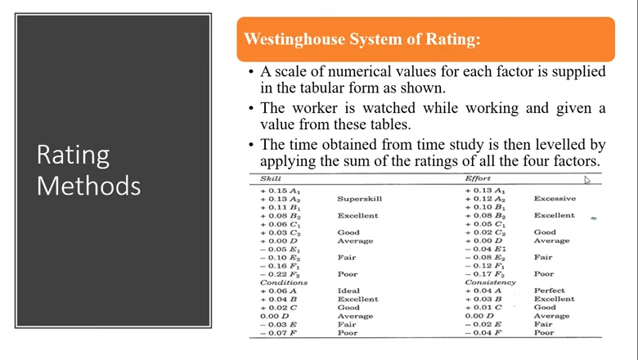 Rating
Methods
Westinghouse System of Rating:
• A scale of numerical values for each factor is supplied
in the tabular form as shown.
• The worker is watched while working and given a
value from these tables.
• The time obtained from time study is then levelled by
applying the sum of the ratings of all the four factors.
Skill Effort
+ 0.15 A1 + 0.13 A1
+ 0.13 A2 Superskill + 0.12 A2 Excessive
+ 0.11 B1 + 0.10 B1
+ 0.08 B2 Excellent + 0.08 B2 Excellent
+ 0.06 C1 + 0.05 C1
+ 0.03 C2 Good + 0.02 C2 Good
+ 0.00 D Average + 0.00 D Average
− 0.05 E1 − 0.04 E1
− 0.10 E2 Fair − 0.08 E2 Fair
− 0.16 F1 − 0.12 F1
− 0.22 F2 Poor − 0.17 F2 Poor
Conditions Consistency
+ 0.06 A Ideal + 0.04 A Perfect
+ 0.04 B Excellent + 0.03 B Excellent
+ 0.02 C Good + 0.01 C Good
0.00 D Average 0.00 D Average
− 0.03 E Fair − 0.02 E Fair
− 0.07 F Poor − 0.04 F Poor